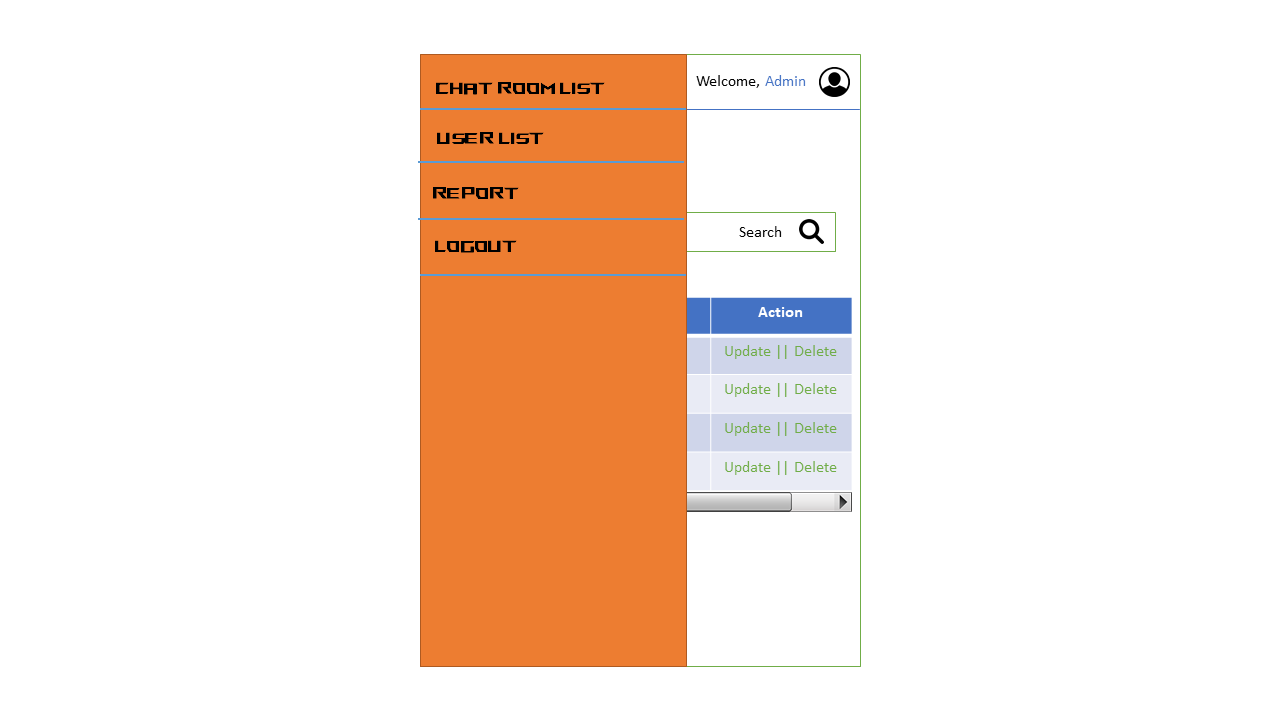 CHAT ROOM LIST
Welcome, Admin
USER LIST
REPORT
Search
LOGOUT
Action
Update || Delete
Update || Delete
Update || Delete
Update || Delete